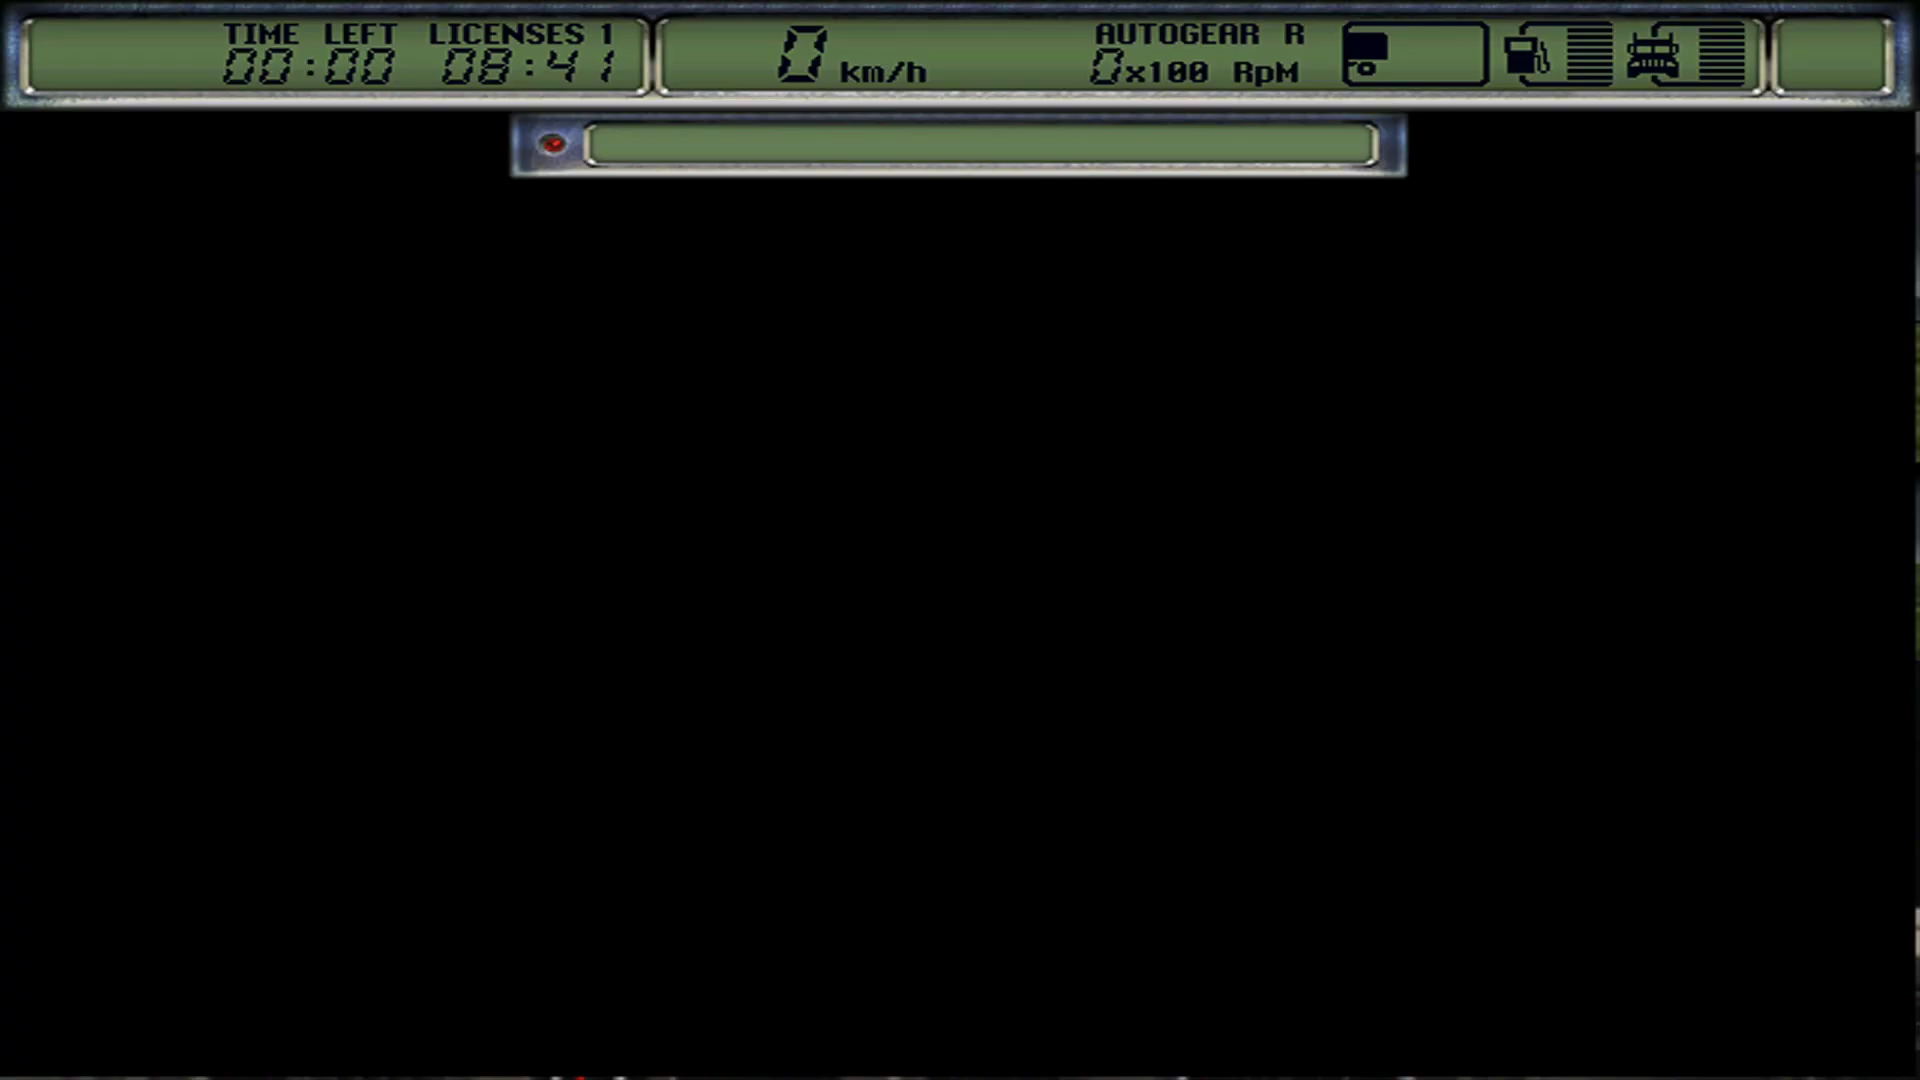 TIME LEFT LICENSES 1
00:00 08:41
0 km/h
AUTOGEAR R
0x100 RpM